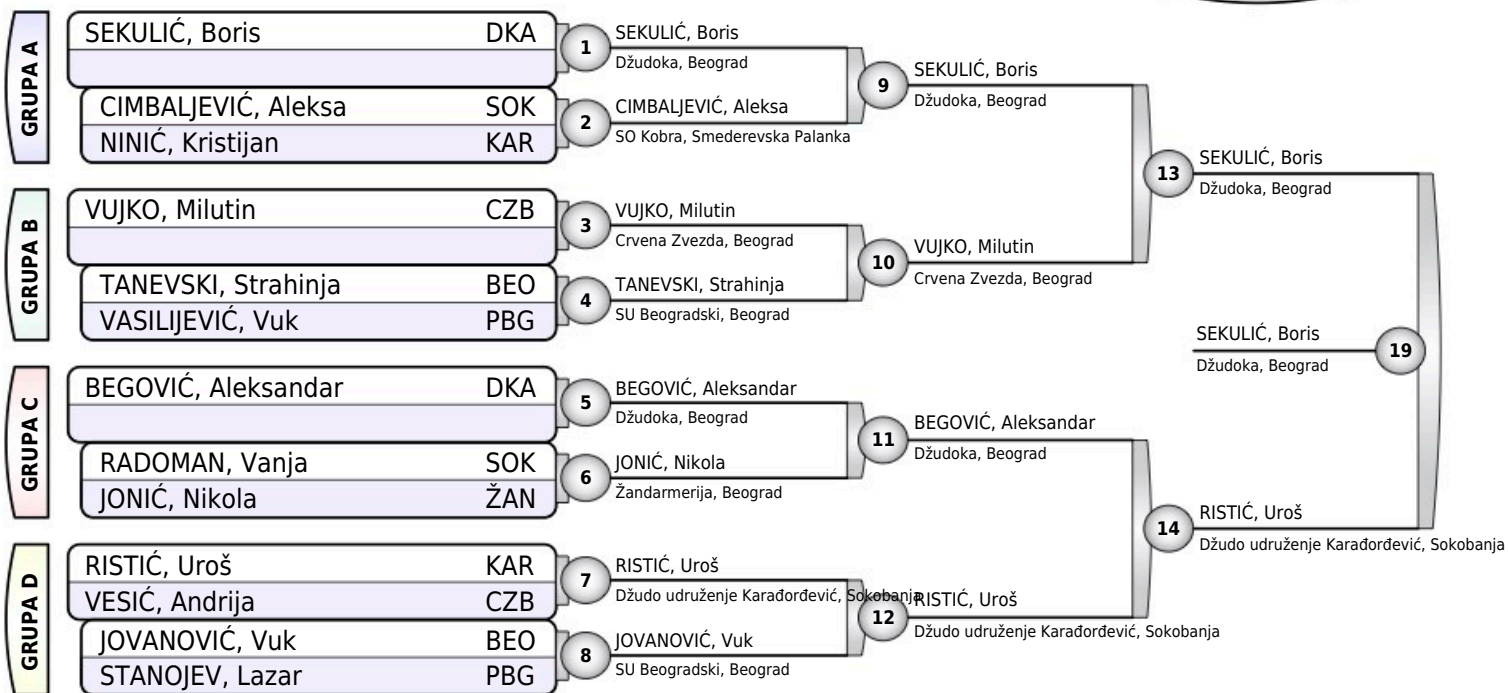 GRUPA A
SEKULIĆ, Boris DKA
CIMBALJEVIĆ, Aleksa SOK
NINIĆ, Kristijan KAR
GRUPA B
VUJKO, Milutin CZB
TANEVSKI, Strahinja BEO
VASILIJEVIĆ, Vuk PBG
GRUPA C
BEGOVIĆ, Aleksandar DKA
RADOMAN, Vanja SOK
JONIĆ, Nikola ŽAN
GRUPA D
RISTIĆ, Uroš KAR
VESIĆ, Andrija CZB
JOVANOVIĆ, Vuk BEO
STANOJEV, Lazar PBG
1
SEKULIĆ, Boris
Džudoka, Beograd
2
CIMBALJEVIĆ, Aleksa
SO Kobra, Smederevska Palanka
3
VUJKO, Milutin
Crvena Zvezda, Beograd
4
TANEVSKI, Strahinja
SU Beogradski, Beograd
5
BEGOVIĆ, Aleksandar
Džudoka, Beograd
6
JONIĆ, Nikola
Žandarmerija, Beograd
7
RISTIĆ, Uroš
Džudo udruženje Karađorđević, Sokobanja
8
JOVANOVIĆ, Vuk
SU Beogradski, Beograd
9
SEKULIĆ, Boris
Džudoka, Beograd
10
VUJKO, Milutin
Crvena Zvezda, Beograd
11
BEGOVIĆ, Aleksandar
Džudoka, Beograd
12
RISTIĆ, Uroš
Džudo udruženje Karađorđević, Sokobanja
13
SEKULIĆ, Boris
Džudoka, Beograd
14
RISTIĆ, Uroš
Džudo udruženje Karađorđević, Sokobanja
SEKULIĆ, Boris
Džudoka, Beograd
19